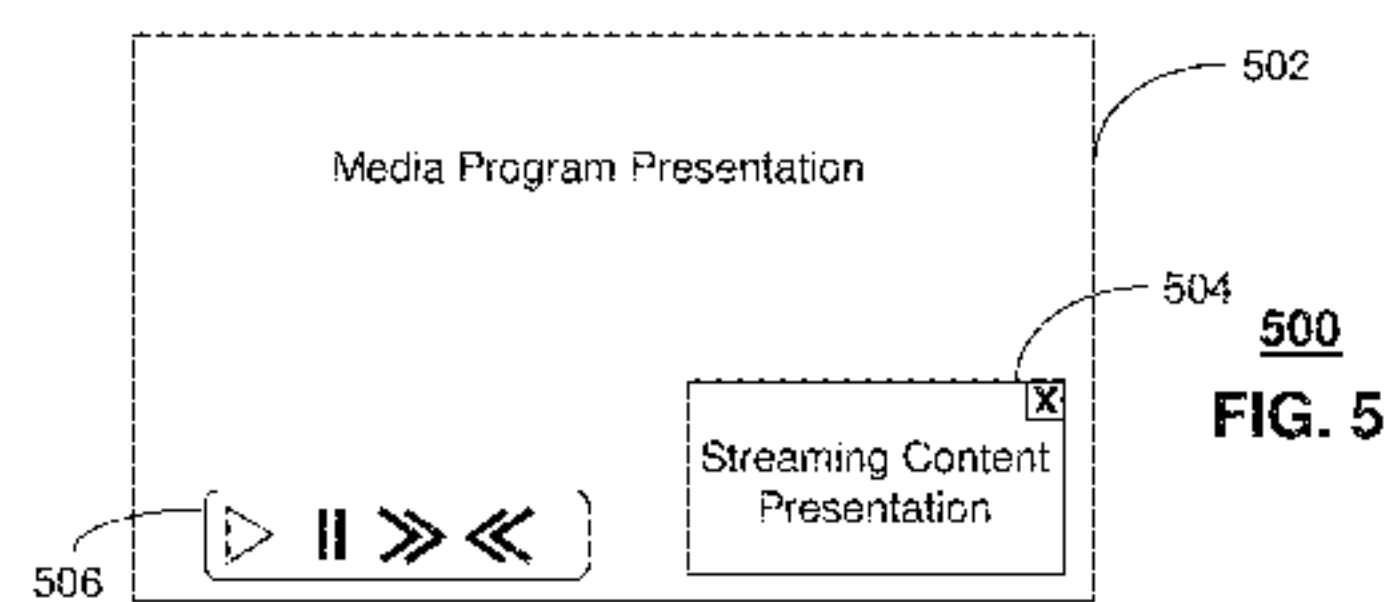 502
Media Program Presentation
504
500
FIG. 5
X
Streaming Content
Presentation
506